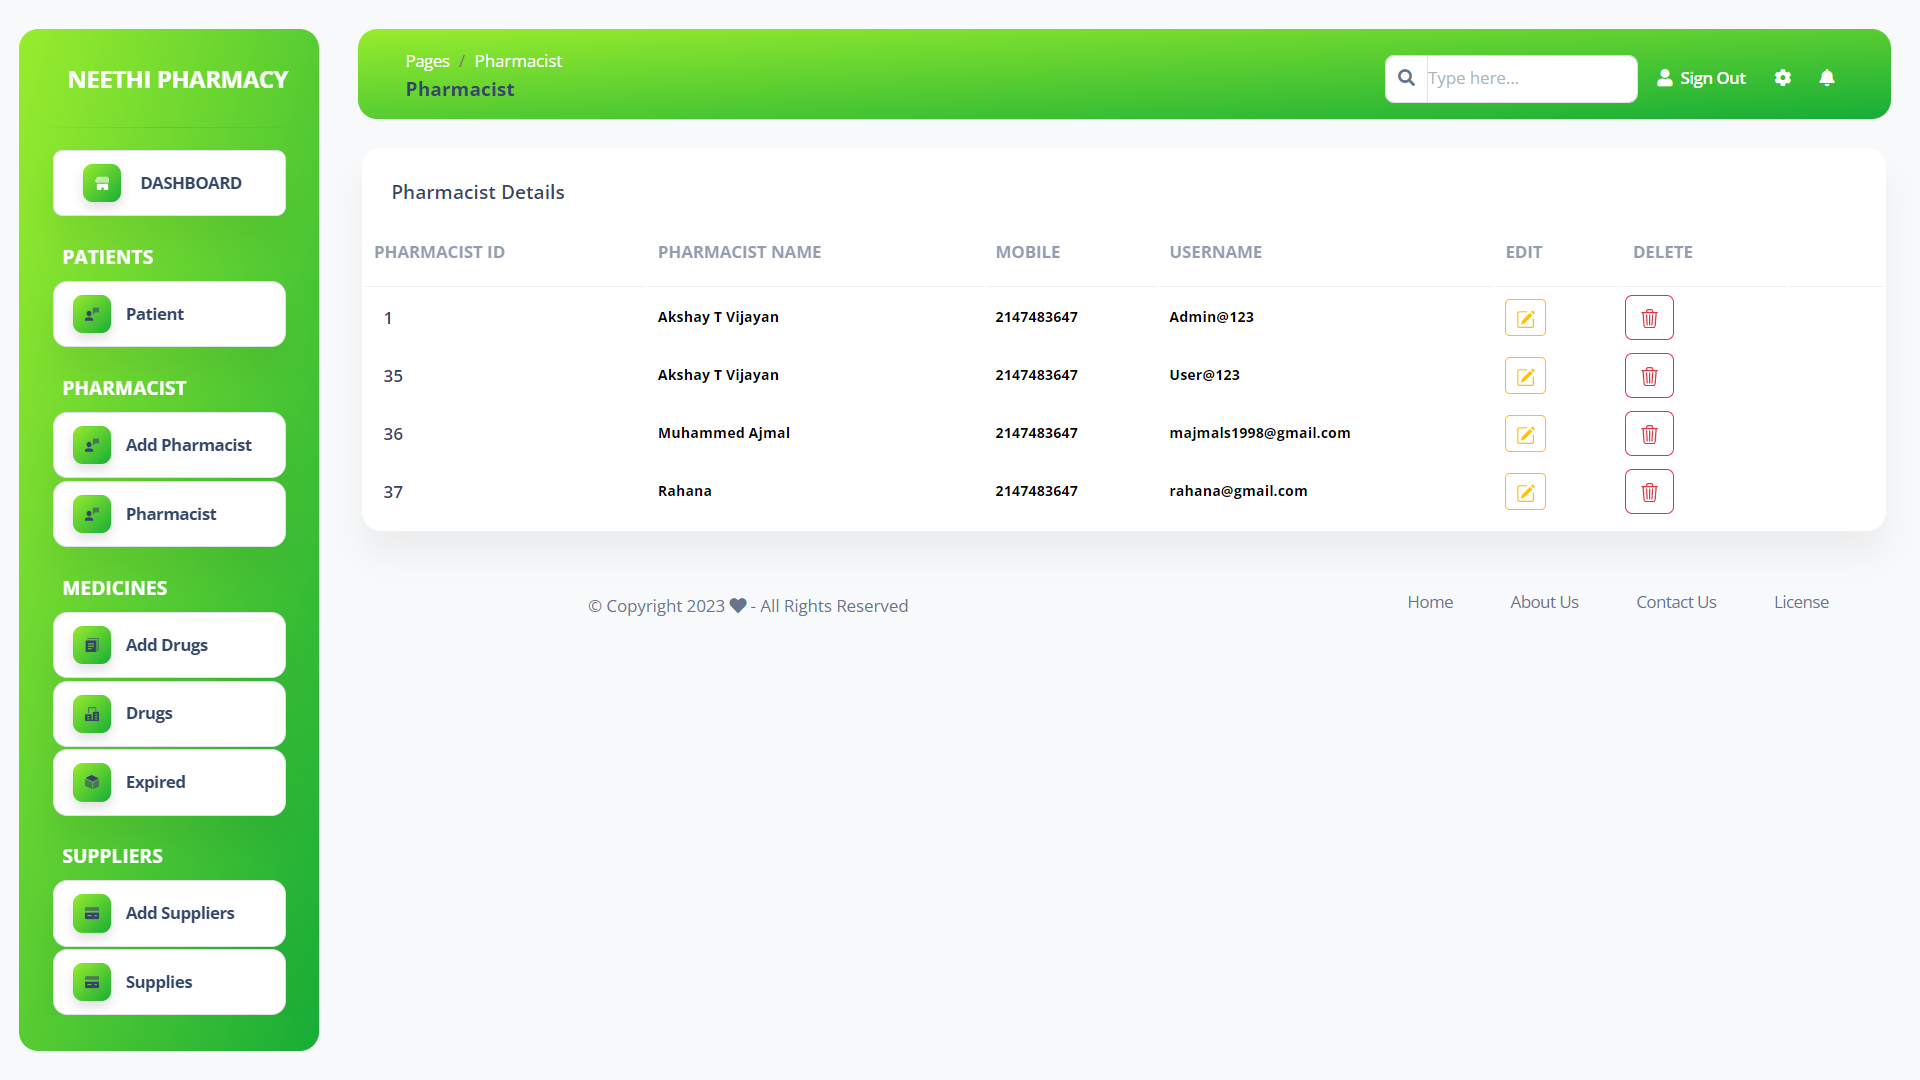 NEETHI PHARMACY
DASHBOARD
PATIENTS
Patient
PHARMACIST
Add Pharmacist
Pharmacist
MEDICINES
Add Drugs
Drugs
Expired
SUPPLIERS
Add Suppliers
Supplies
Pages / Pharmacist
Pharmacist
Type here...
Sign Out
Pharmacist Details
PHARMACIST ID PHARMACIST NAME MOBILE USERNAME EDIT DELETE
1 Akshay T Vijayan 2147483647 Admin@123
35 Akshay T Vijayan 2147483647 User@123
36 Muhammed Ajmal 2147483647 majmals1998@gmail.com
37 Rahana 2147483647 rahana@gmail.com
© Copyright 2023 - All Rights Reserved
Home About Us Contact Us License